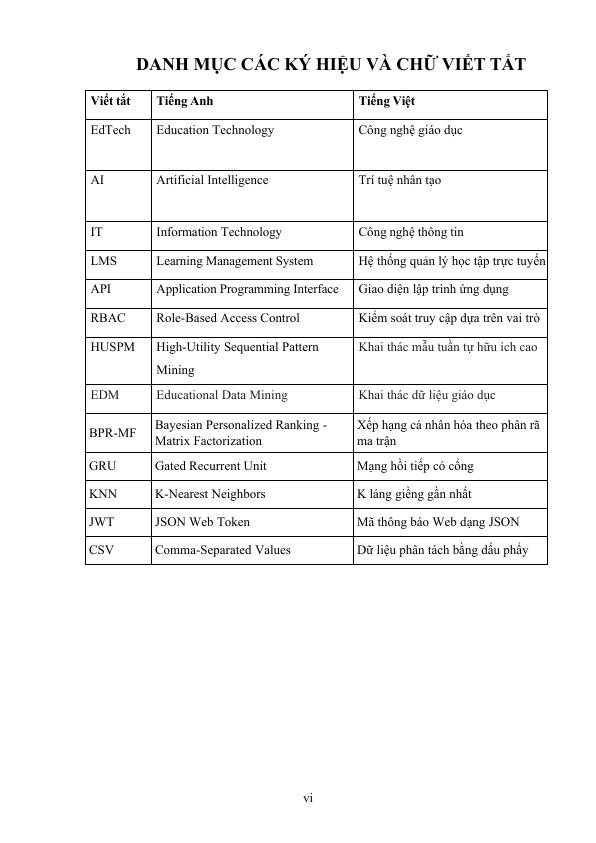 DANH MỤC CÁC KÝ HIỆU VÀ CHỮ VIẾT TẮT
Viết tắt Tiếng Anh Tiếng Việt
EdTech Education Technology Công nghệ giáo dục
AI Artificial Intelligence Trí tuệ nhân tạo
IT Information Technology Công nghệ thông tin
LMS Learning Management System Hệ thống quản lý học tập trực tuyến
API Application Programming Interface Giao diện lập trình ứng dụng
RBAC Role-Based Access Control Kiểm soát truy cập dựa trên vai trò
HUSPM High-Utility Sequential Pattern Khai thác mẫu tuần tự hữu ích cao
Mining
EDM Educational Data Mining Khai thác dữ liệu giáo dục
BPR-MF Bayesian Personalized Ranking - Xếp hạng cá nhân hóa theo phân rã
Matrix Factorization ma trận
GRU Gated Recurrent Unit Mạng hồi tiếp có cổng
KNN K-Nearest Neighbors K láng giềng gần nhất
JWT JSON Web Token Mã thông báo Web dạng JSON
CSV Comma-Separated Values Dữ liệu phân tách bằng dấu phẩy
vi